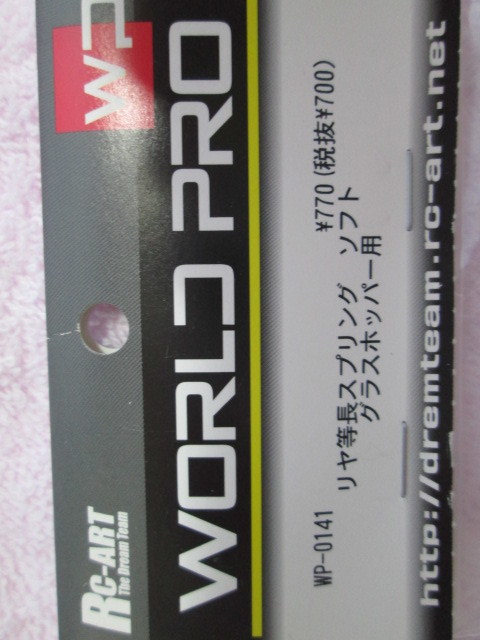 WP
RC-ART
The Dream Team
WORLD PRO
WP-0141 ¥770(税抜¥700)
リヤ等長スプリング ソフト
グラスホッパー用
http://dremteam.rc-art.net